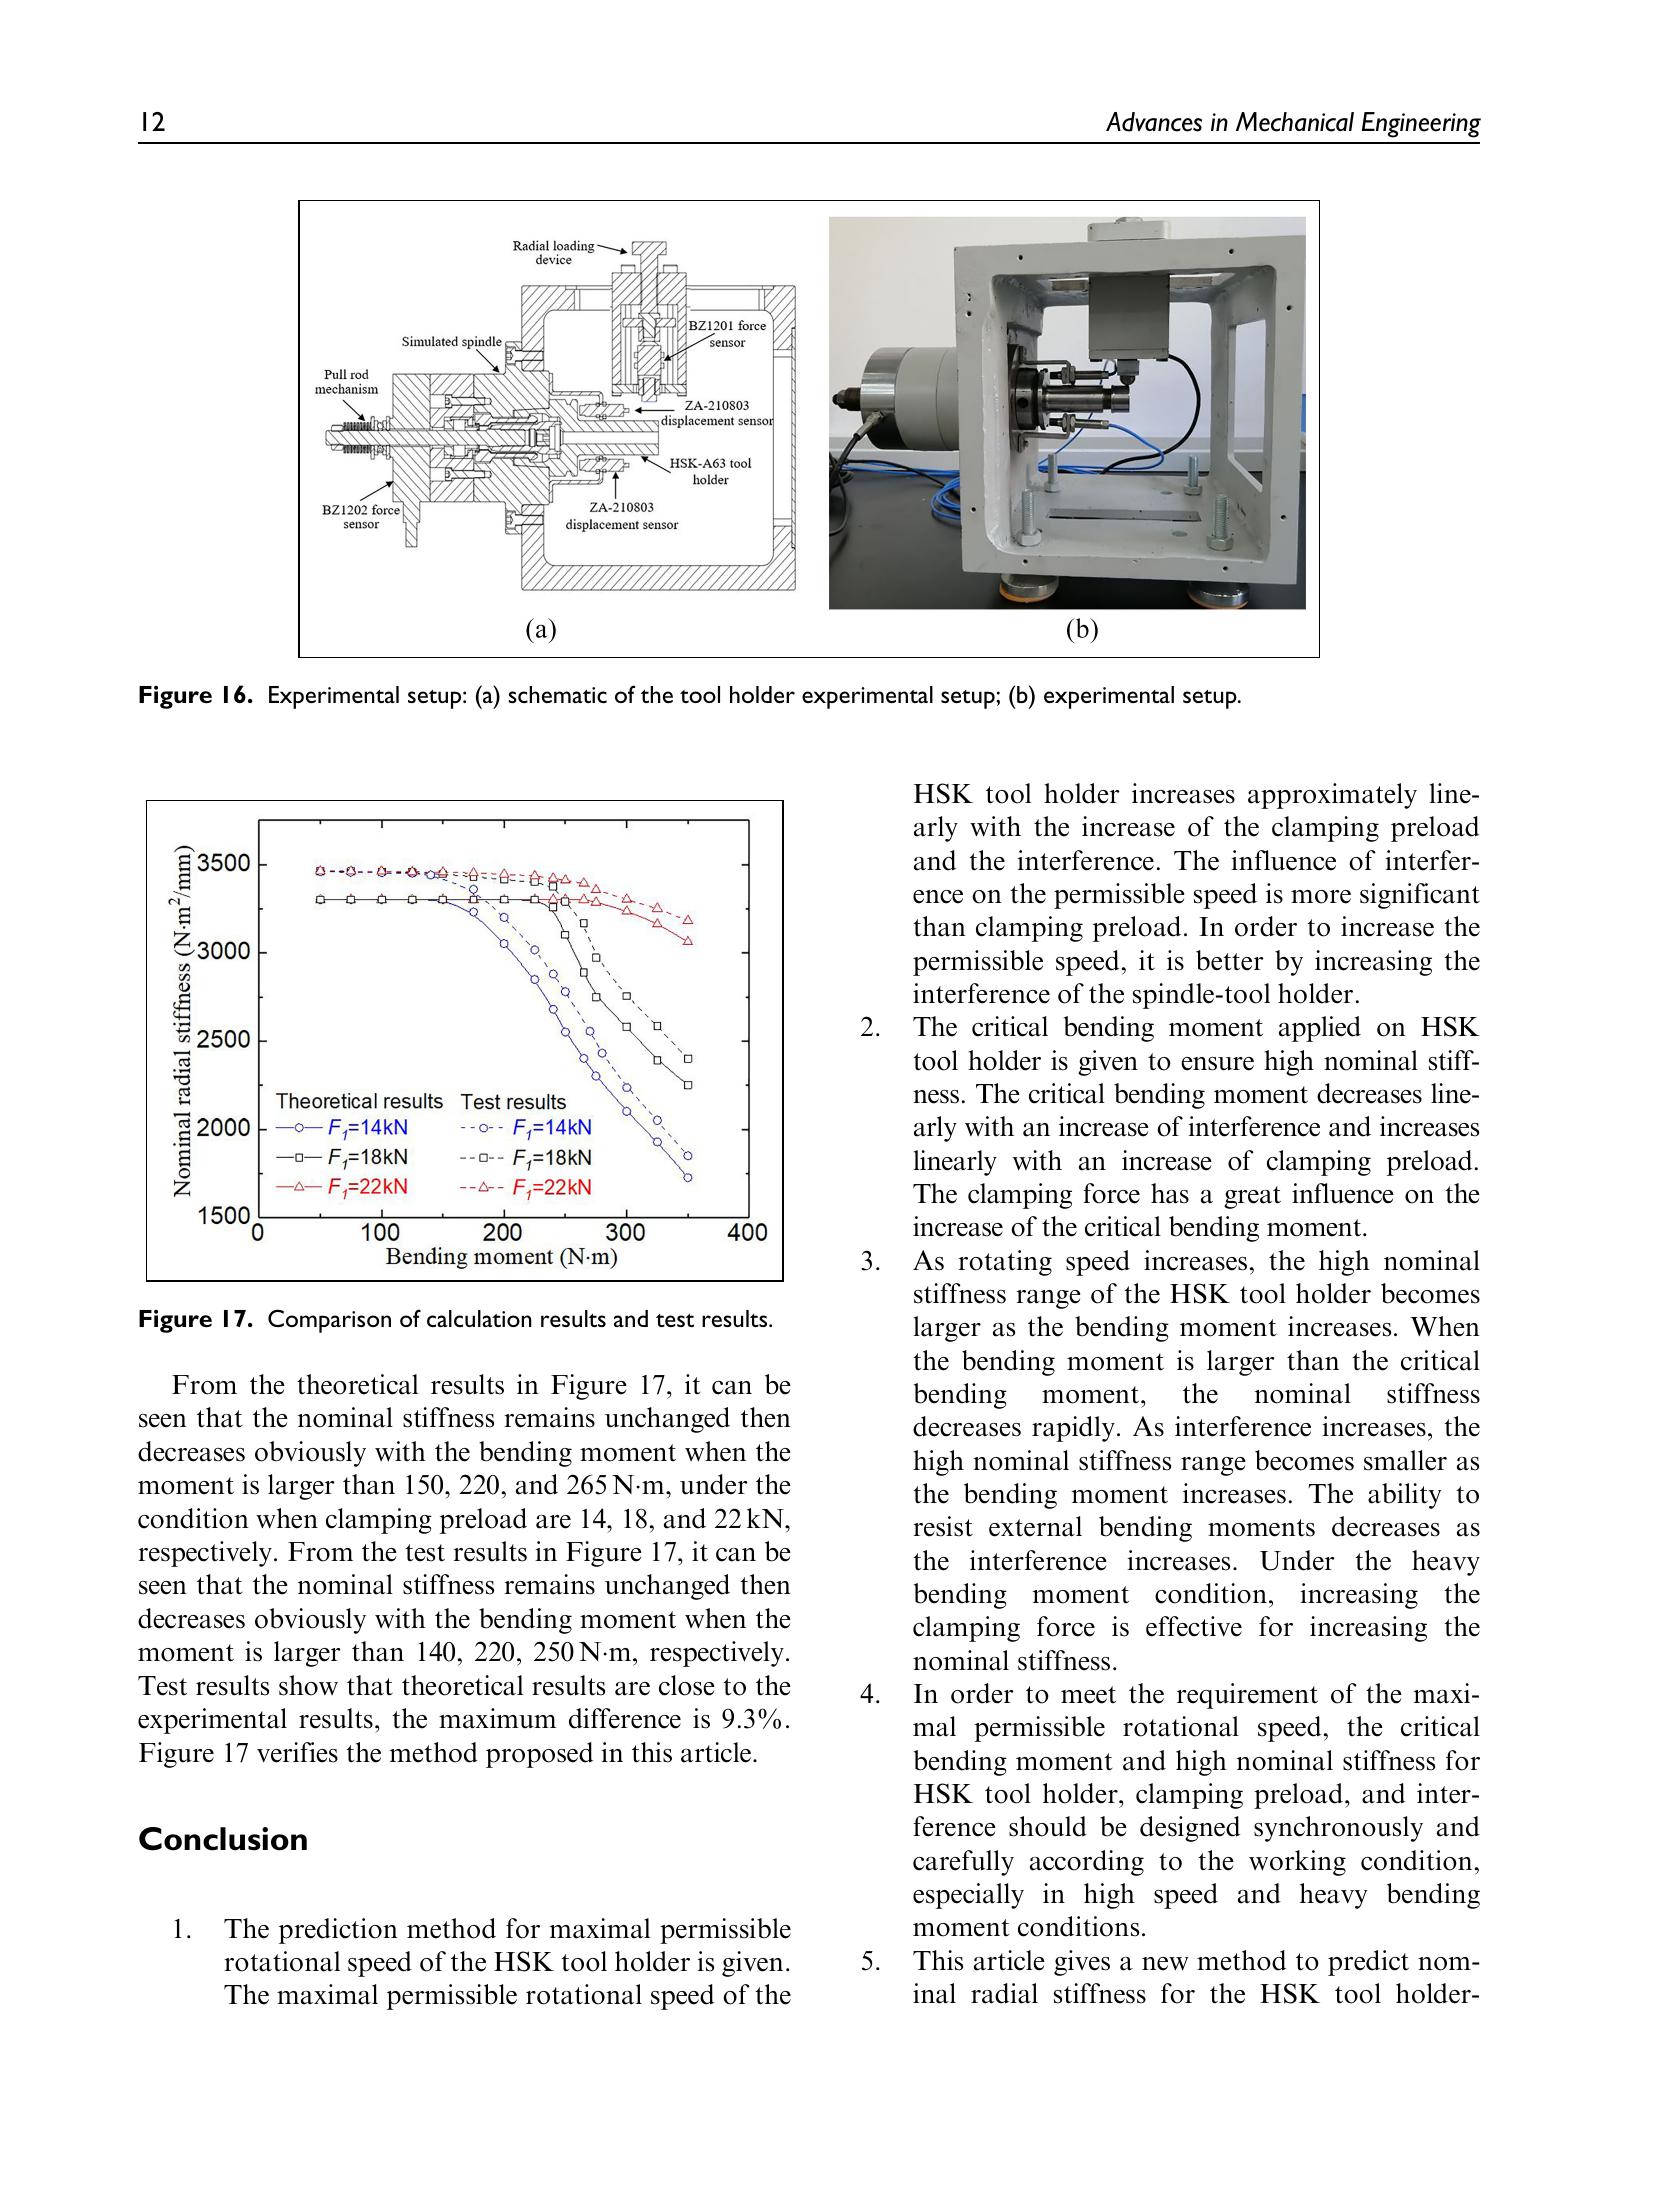 12
Advances in Mechanical Engineering
Radial loading
device
BZ1201 force
sensor
Simulated spindle
Pull rod
mechanism
ZA-210803
displacement sensor
HSK-A63 tool
holder
BZ1202 force
sensor
ZA-210803
displacement sensor
(a)
(b)
Figure 16. Experimental setup: (a) schematic of the tool holder experimental setup; (b) experimental setup.
Nominal radial stiffness (N·m²/mm)
3500
3000
2500
2000
1500
Theoretical results Test results
F₁=14kN F₁=14kN
F₁=18kN F₁=18kN
F₁=22kN F₁=22kN
0 100 200 300 400
Bending moment (N·m)
Figure 17. Comparison of calculation results and test results.
From the theoretical results in Figure 17, it can be
seen that the nominal stiffness remains unchanged then
decreases obviously with the bending moment when the
moment is larger than 150, 220, and 265 N·m, under the
condition when clamping preload are 14, 18, and 22 kN,
respectively. From the test results in Figure 17, it can be
seen that the nominal stiffness remains unchanged then
decreases obviously with the bending moment when the
moment is larger than 140, 220, 250 N·m, respectively.
Test results show that theoretical results are close to the
experimental results, the maximum difference is 9.3%.
Figure 17 verifies the method proposed in this article.
Conclusion
1. The prediction method for maximal permissible
rotational speed of the HSK tool holder is given.
The maximal permissible rotational speed of the
HSK tool holder increases approximately line-
arly with the increase of the clamping preload
and the interference. The influence of interfer-
ence on the permissible speed is more significant
than clamping preload. In order to increase the
permissible speed, it is better by increasing the
interference of the spindle-tool holder.
2. The critical bending moment applied on HSK
tool holder is given to ensure high nominal stiff-
ness. The critical bending moment decreases line-
arly with an increase of interference and increases
linearly with an increase of clamping preload.
The clamping force has a great influence on the
increase of the critical bending moment.
3. As rotating speed increases, the high nominal
stiffness range of the HSK tool holder becomes
larger as the bending moment increases. When
the bending moment is larger than the critical
bending moment, the nominal stiffness
decreases rapidly. As interference increases, the
high nominal stiffness range becomes smaller as
the bending moment increases. The ability to
resist external bending moments decreases as
the interference increases. Under the heavy
bending moment condition, increasing the
clamping force is effective for increasing the
nominal stiffness.
4. In order to meet the requirement of the maxi-
mal permissible rotational speed, the critical
bending moment and high nominal stiffness for
HSK tool holder, clamping preload, and inter-
ference should be designed synchronously and
carefully according to the working condition,
especially in high speed and heavy bending
moment conditions.
5. This article gives a new method to predict nom-
inal radial stiffness for the HSK tool holder-